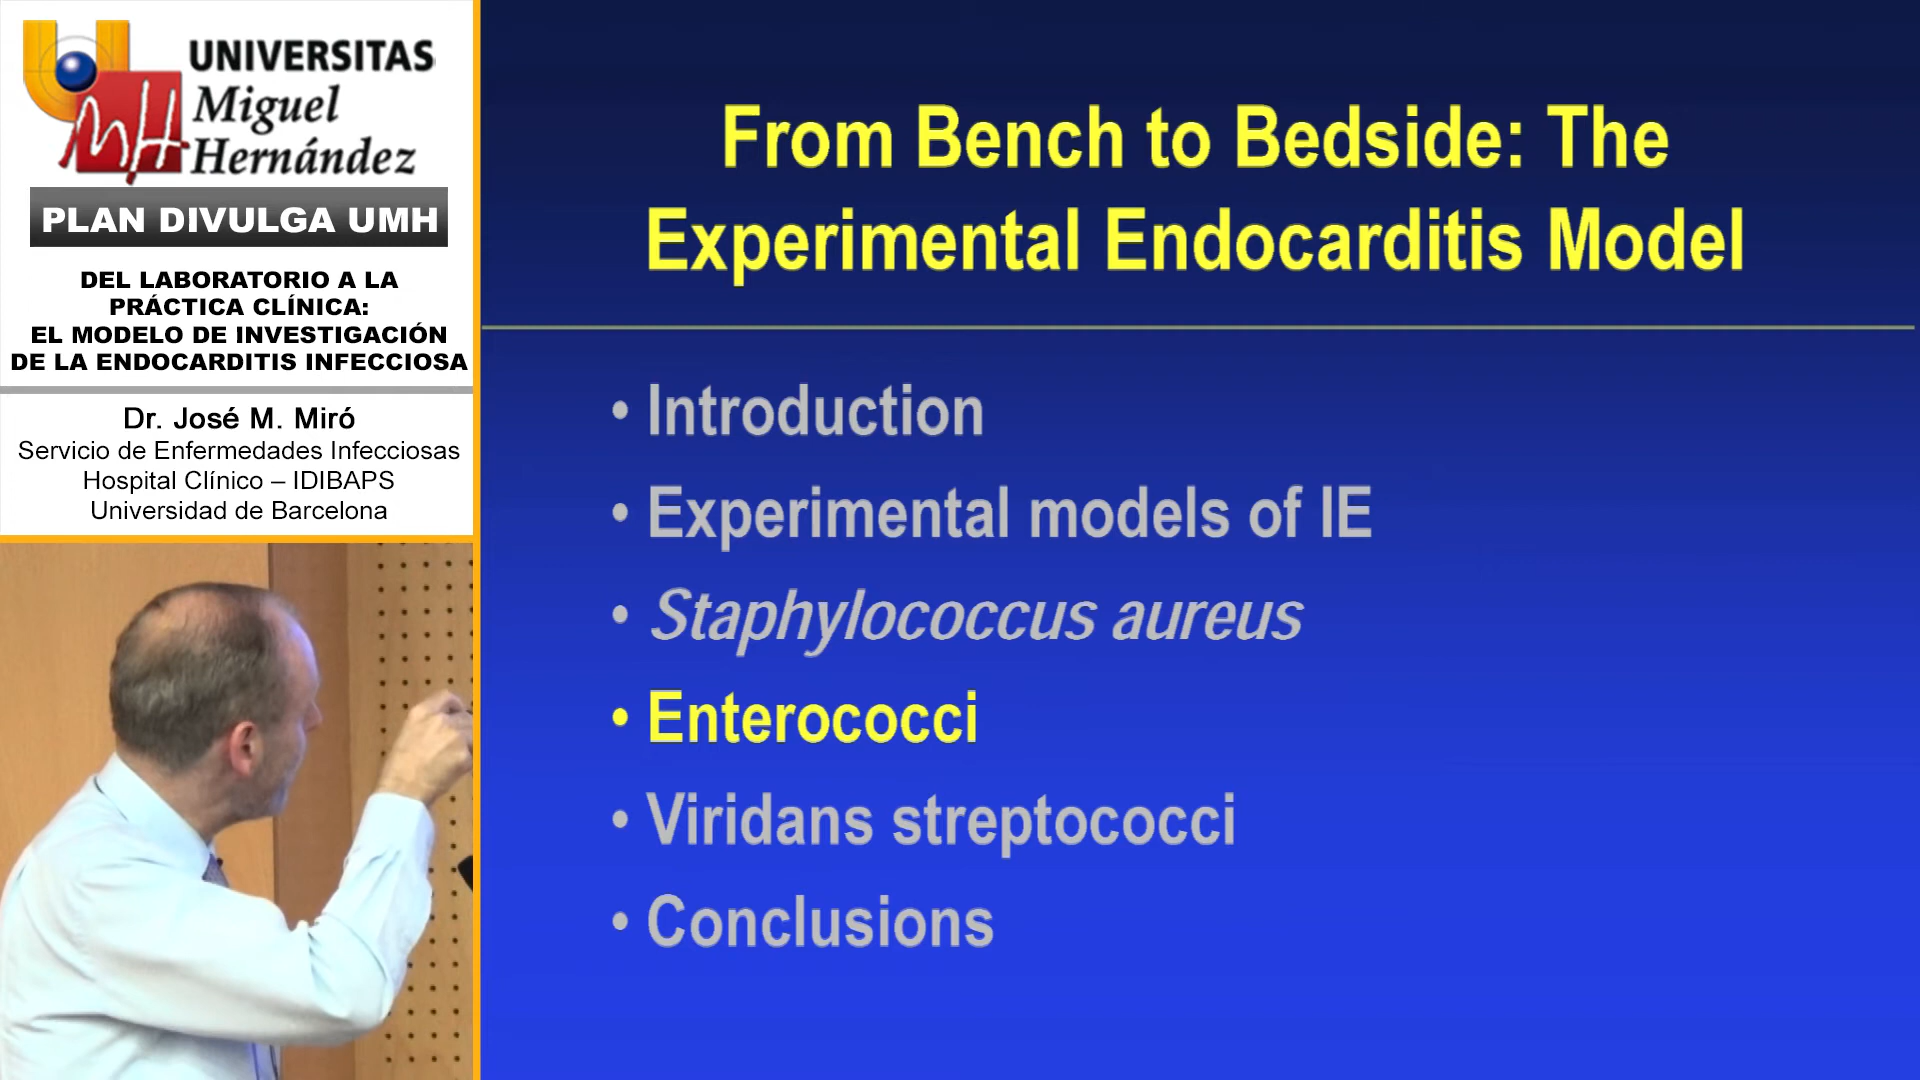 UNIVERSITAS
Miguel
Hernández
UMH
PLAN DIVULGA UMH
DEL LABORATORIO A LA
PRÁCTICA CLÍNICA:
EL MODELO DE INVESTIGACIÓN
DE LA ENDOCARDITIS INFECCIOSA
Dr. José M. Miró
Servicio de Enfermedades Infecciosas
Hospital Clínico – IDIBAPS
Universidad de Barcelona
From Bench to Bedside: The
Experimental Endocarditis Model
• Introduction
• Experimental models of IE
• Staphylococcus aureus
• Enterococci
• Viridans streptococci
• Conclusions